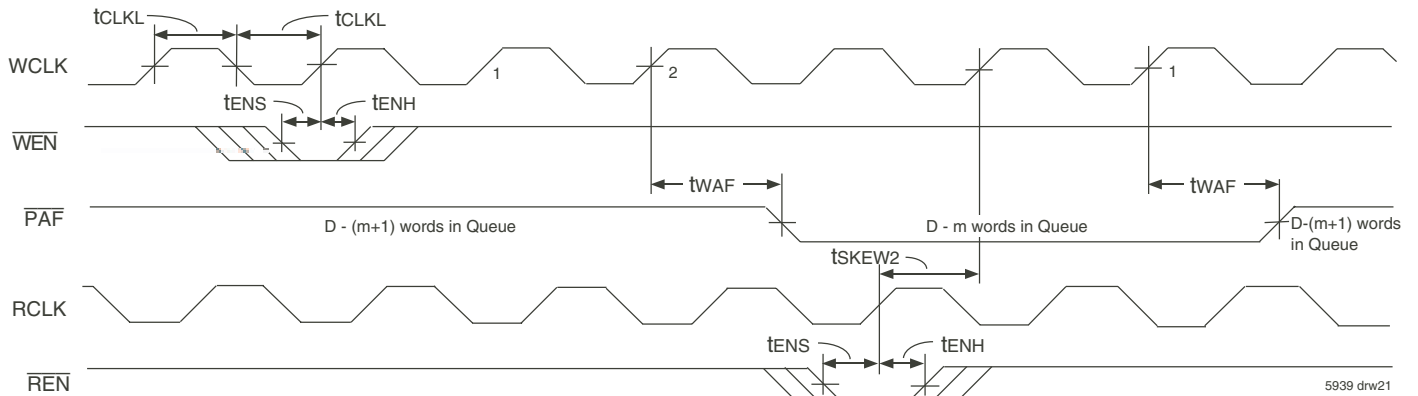 tCLKL
tCLKL
WCLK
1
2
1
tENS
tENH
WEN
tWAF
tWAF
PAF
D - (m+1) words in Queue
D - m words in Queue
D-(m+1) words
in Queue
tSKEW2
RCLK
tENS
tENH
REN
5939 drw21